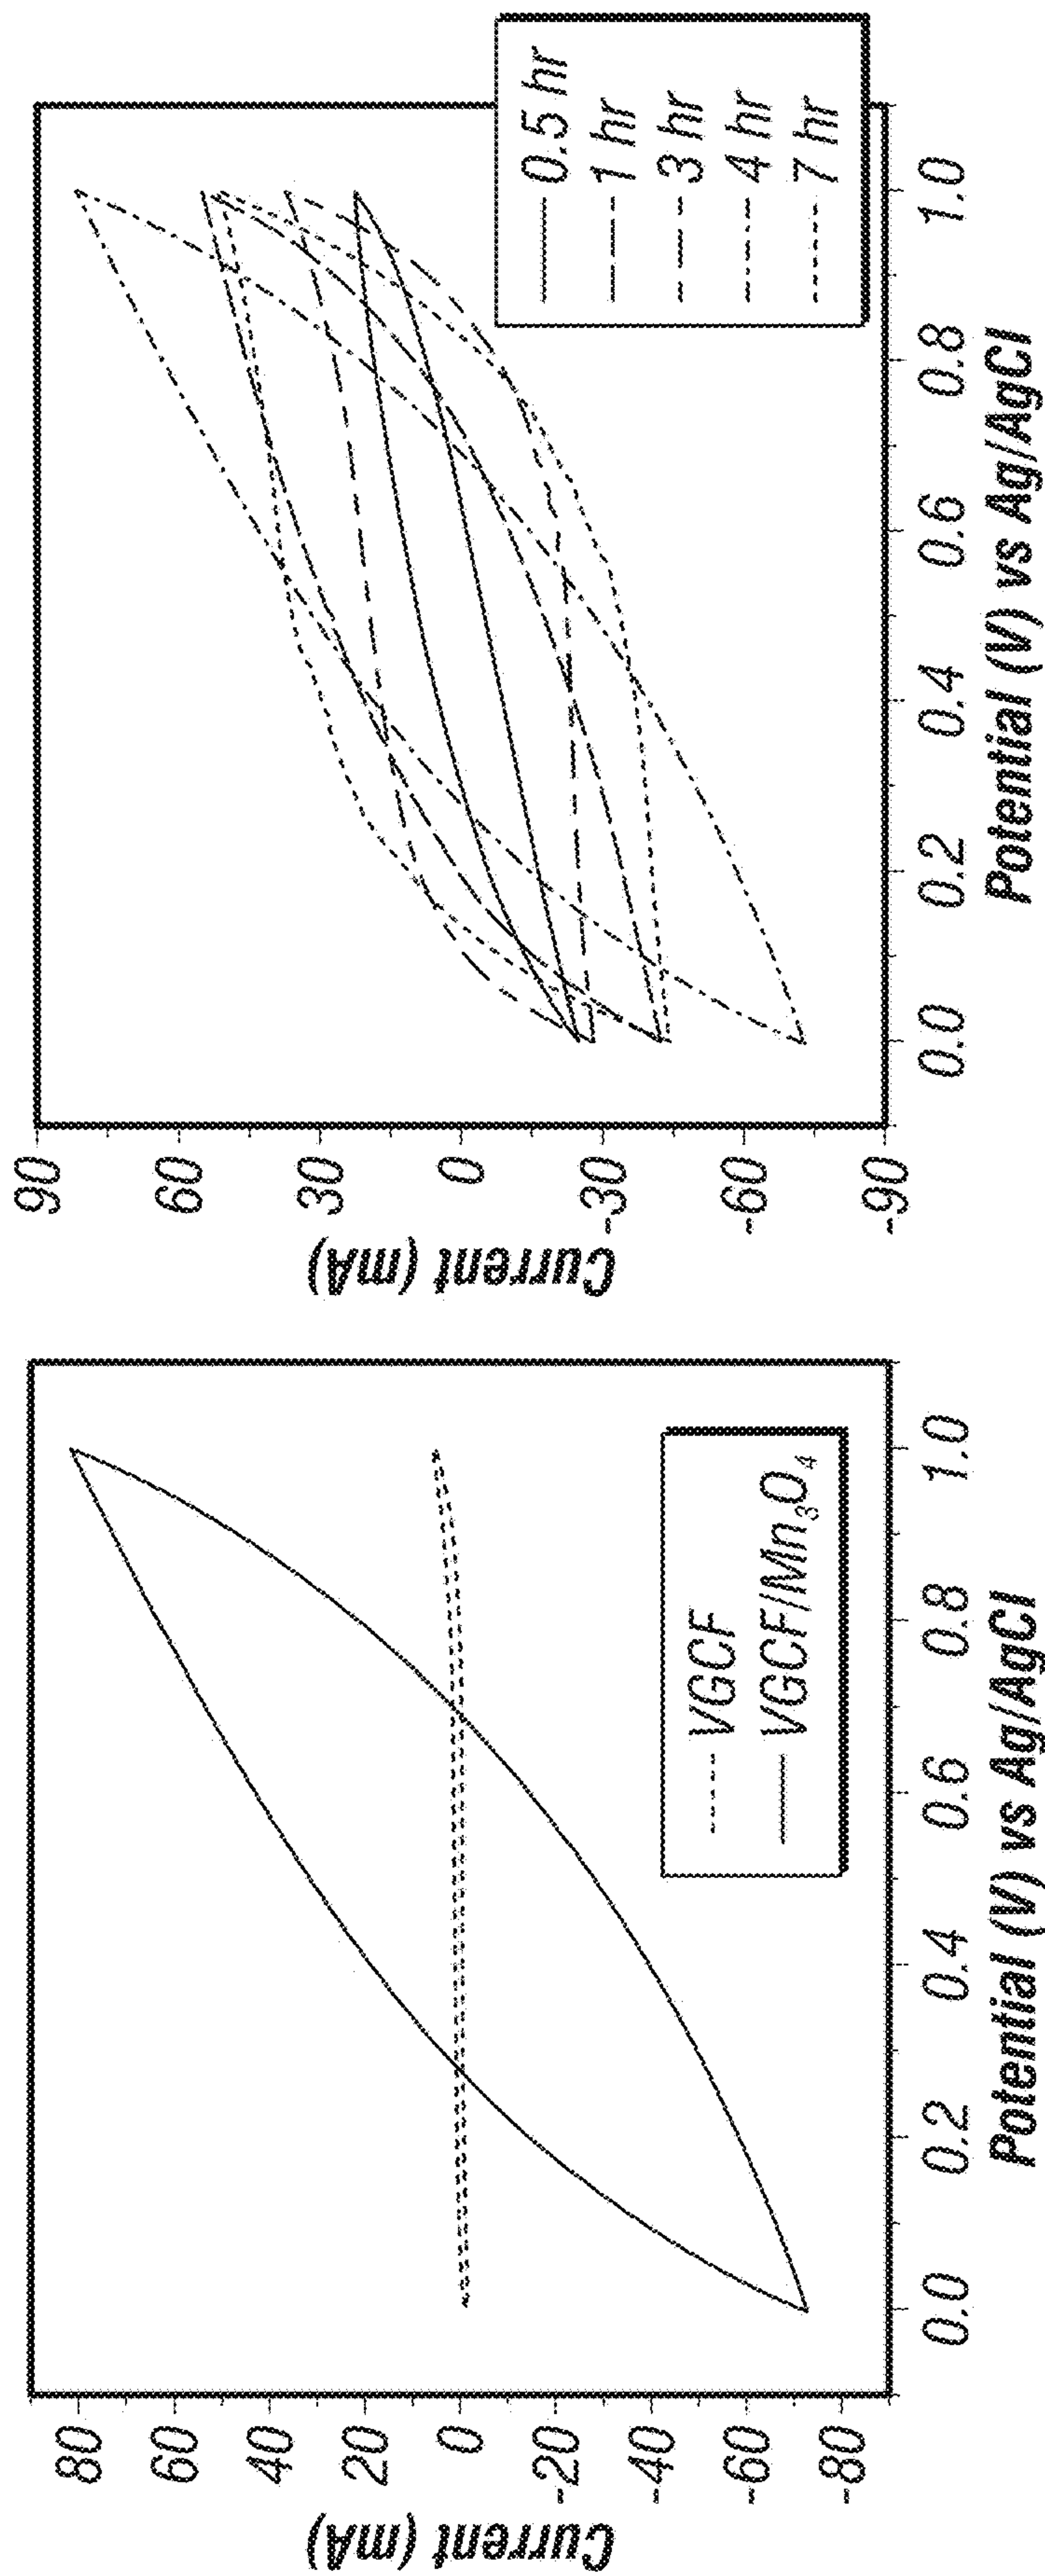 Current (mA)
80
60
40
20
0
-20
-40
-60
-80
VGCF
VGCF/Mn₃O₄
0.0 0.2 0.4 0.6 0.8 1.0
Potential (V) vs Ag/AgCl
Current (mA)
90
60
30
0
-30
-60
-90
0.5 hr
1 hr
3 hr
4 hr
7 hr
0.0 0.2 0.4 0.6 0.8 1.0
Potential (V) vs Ag/AgCl